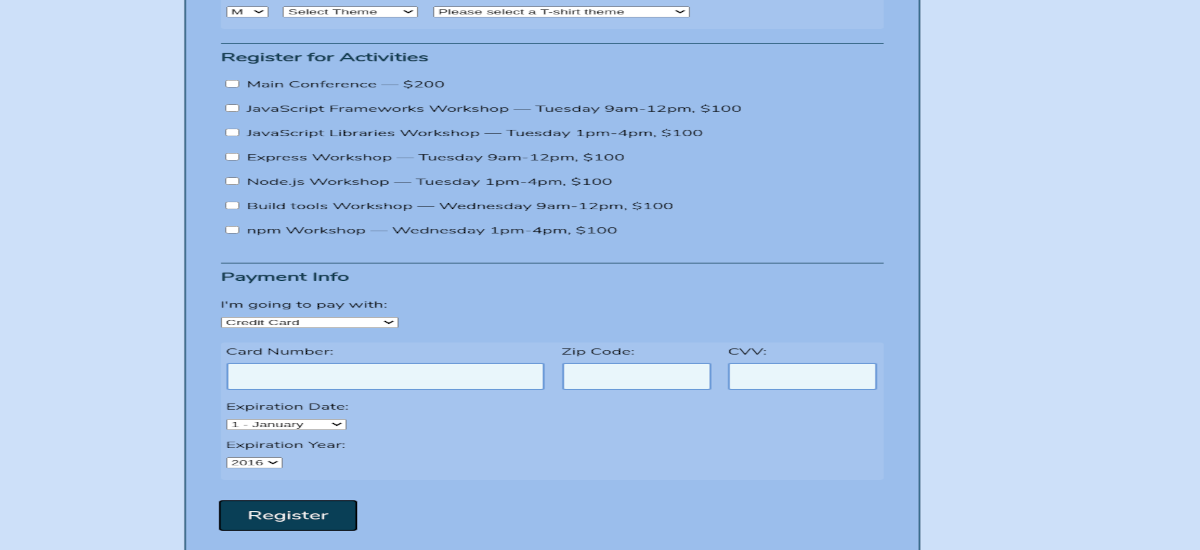 M Select Theme Please select a T-shirt theme
Register for Activities
Main Conference — $200
JavaScript Frameworks Workshop — Tuesday 9am-12pm, $100
JavaScript Libraries Workshop — Tuesday 1pm-4pm, $100
Express Workshop — Tuesday 9am-12pm, $100
Node.js Workshop — Tuesday 1pm-4pm, $100
Build tools Workshop — Wednesday 9am-12pm, $100
npm Workshop — Wednesday 1pm-4pm, $100
Payment Info
I'm going to pay with:
Credit Card
Card Number: Zip Code: CVV:
Expiration Date:
1 - January
Expiration Year:
2016
Register